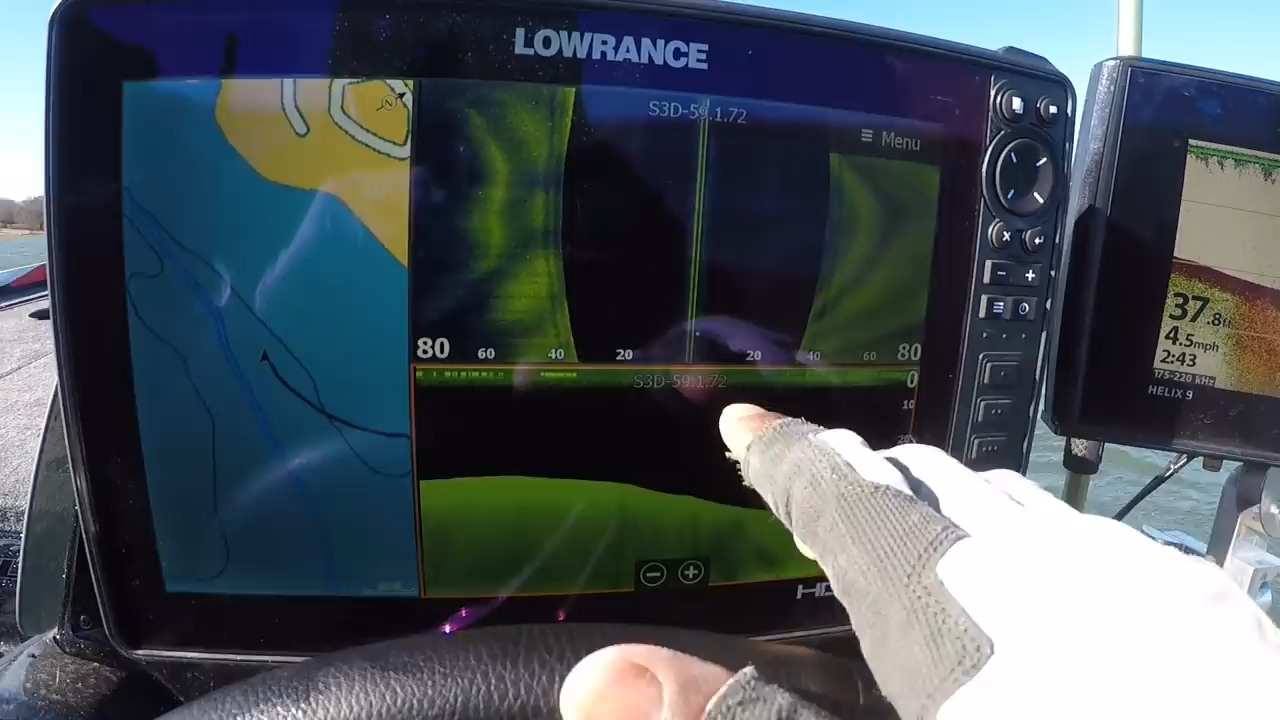 LOWRANCE
S3D-59.1.72
Menu
80 60 40 20 20 40 60 80
S3D-59.1.72
0
10
37.8ft
4.5mph
2:43
175-220 kHz
HELIX 9
N